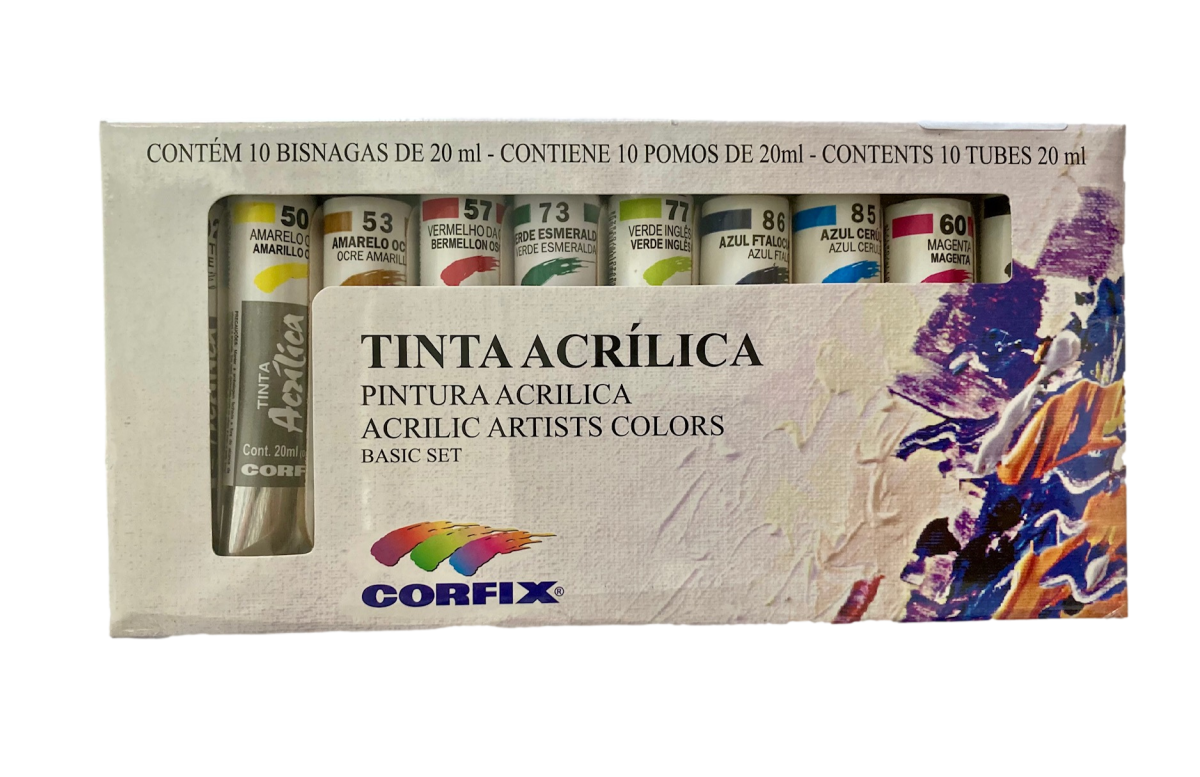 CONTÉM 10 BISNAGAS DE 20 ml - CONTIENE 10 POMOS DE 20ml - CONTENTS 10 TUBES 20 ml
50
AMARELO
AMARILLO
53
AMARELO OC
OCRE AMARILL
57
VERMELHO DA
BERMELLON OS
73
ERDE ESMERALD
VERDE ESMERALDA
77
VERDE INGLÊS
VERDE INGLÉS
86
AZUL FTALOC
AZUL FTAL
85
AZUL CERÚ
AZUL CERU
60
MAGENTA
MAGENTA
TINTA
Acrílica
Cont. 20ml
CORF
TINTA ACRÍLICA
PINTURA ACRILICA
ACRILIC ARTISTS COLORS
BASIC SET
CORFIX®